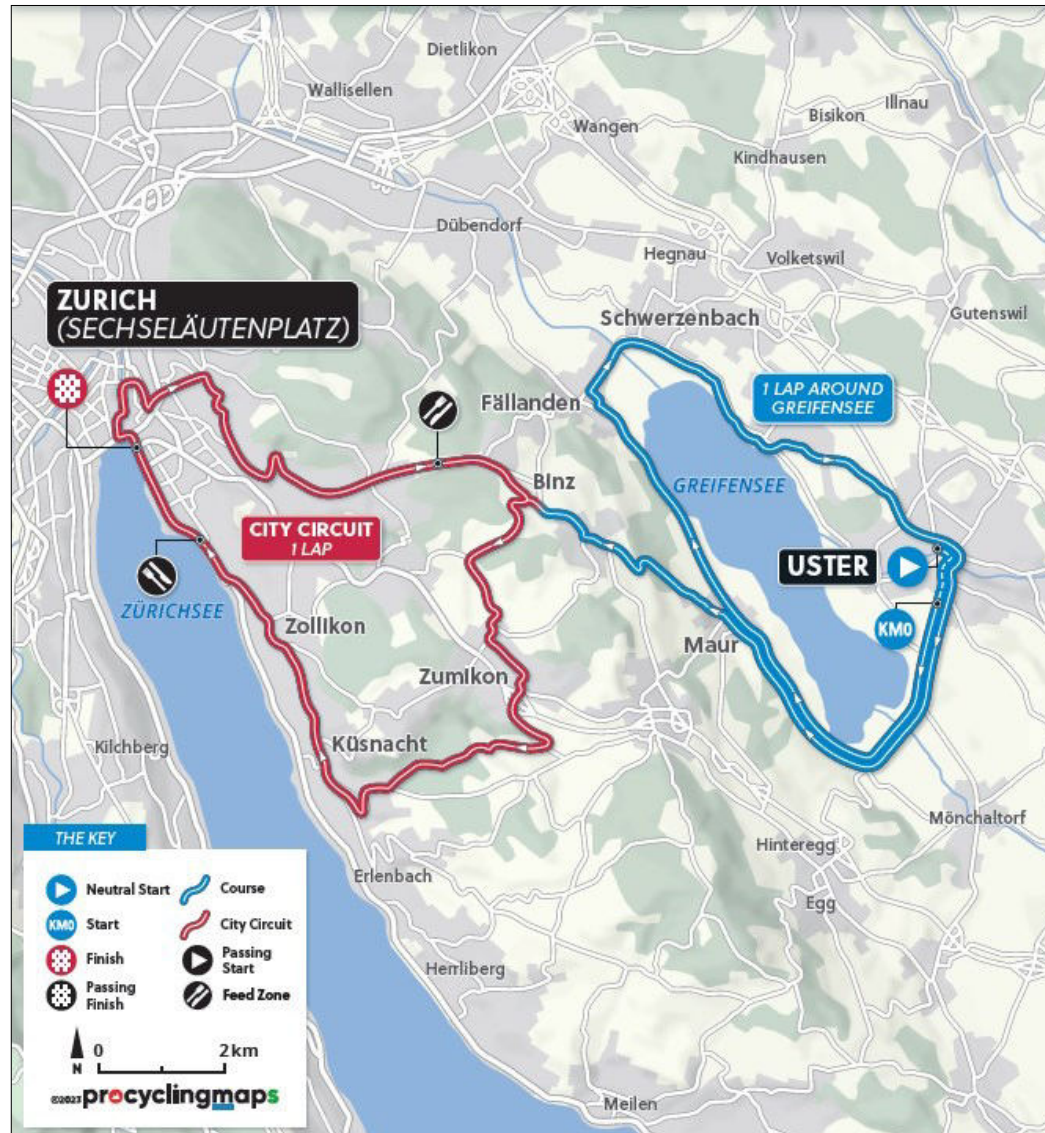 Dietlikon
Wallisellen
Illnau
Bisikon
Wangen
Kindhausen
Dübendorf
Hegnau
Volketswil
ZURICH
(SECHSELÄUTENPLATZ)
Schwerzenbach
Gutenswil
1 LAP AROUND
GREIFENSEE
Fällanden
Binz
GREIFENSEE
CITY CIRCUIT
1 LAP
USTER
ZÜRICHSEE
KM0
Zollikon
Maur
Zumikon
Küsnacht
Kilchberg
Mönchaltorf
Hinteregg
Erlenbach
Egg
Herrliberg
Meilen
THE KEY
Neutral Start
Course
KM0
Start
City Circuit
Finish
Passing
Start
Passing
Finish
Feed Zone
N
0
2km
©2023 procyclingmaps